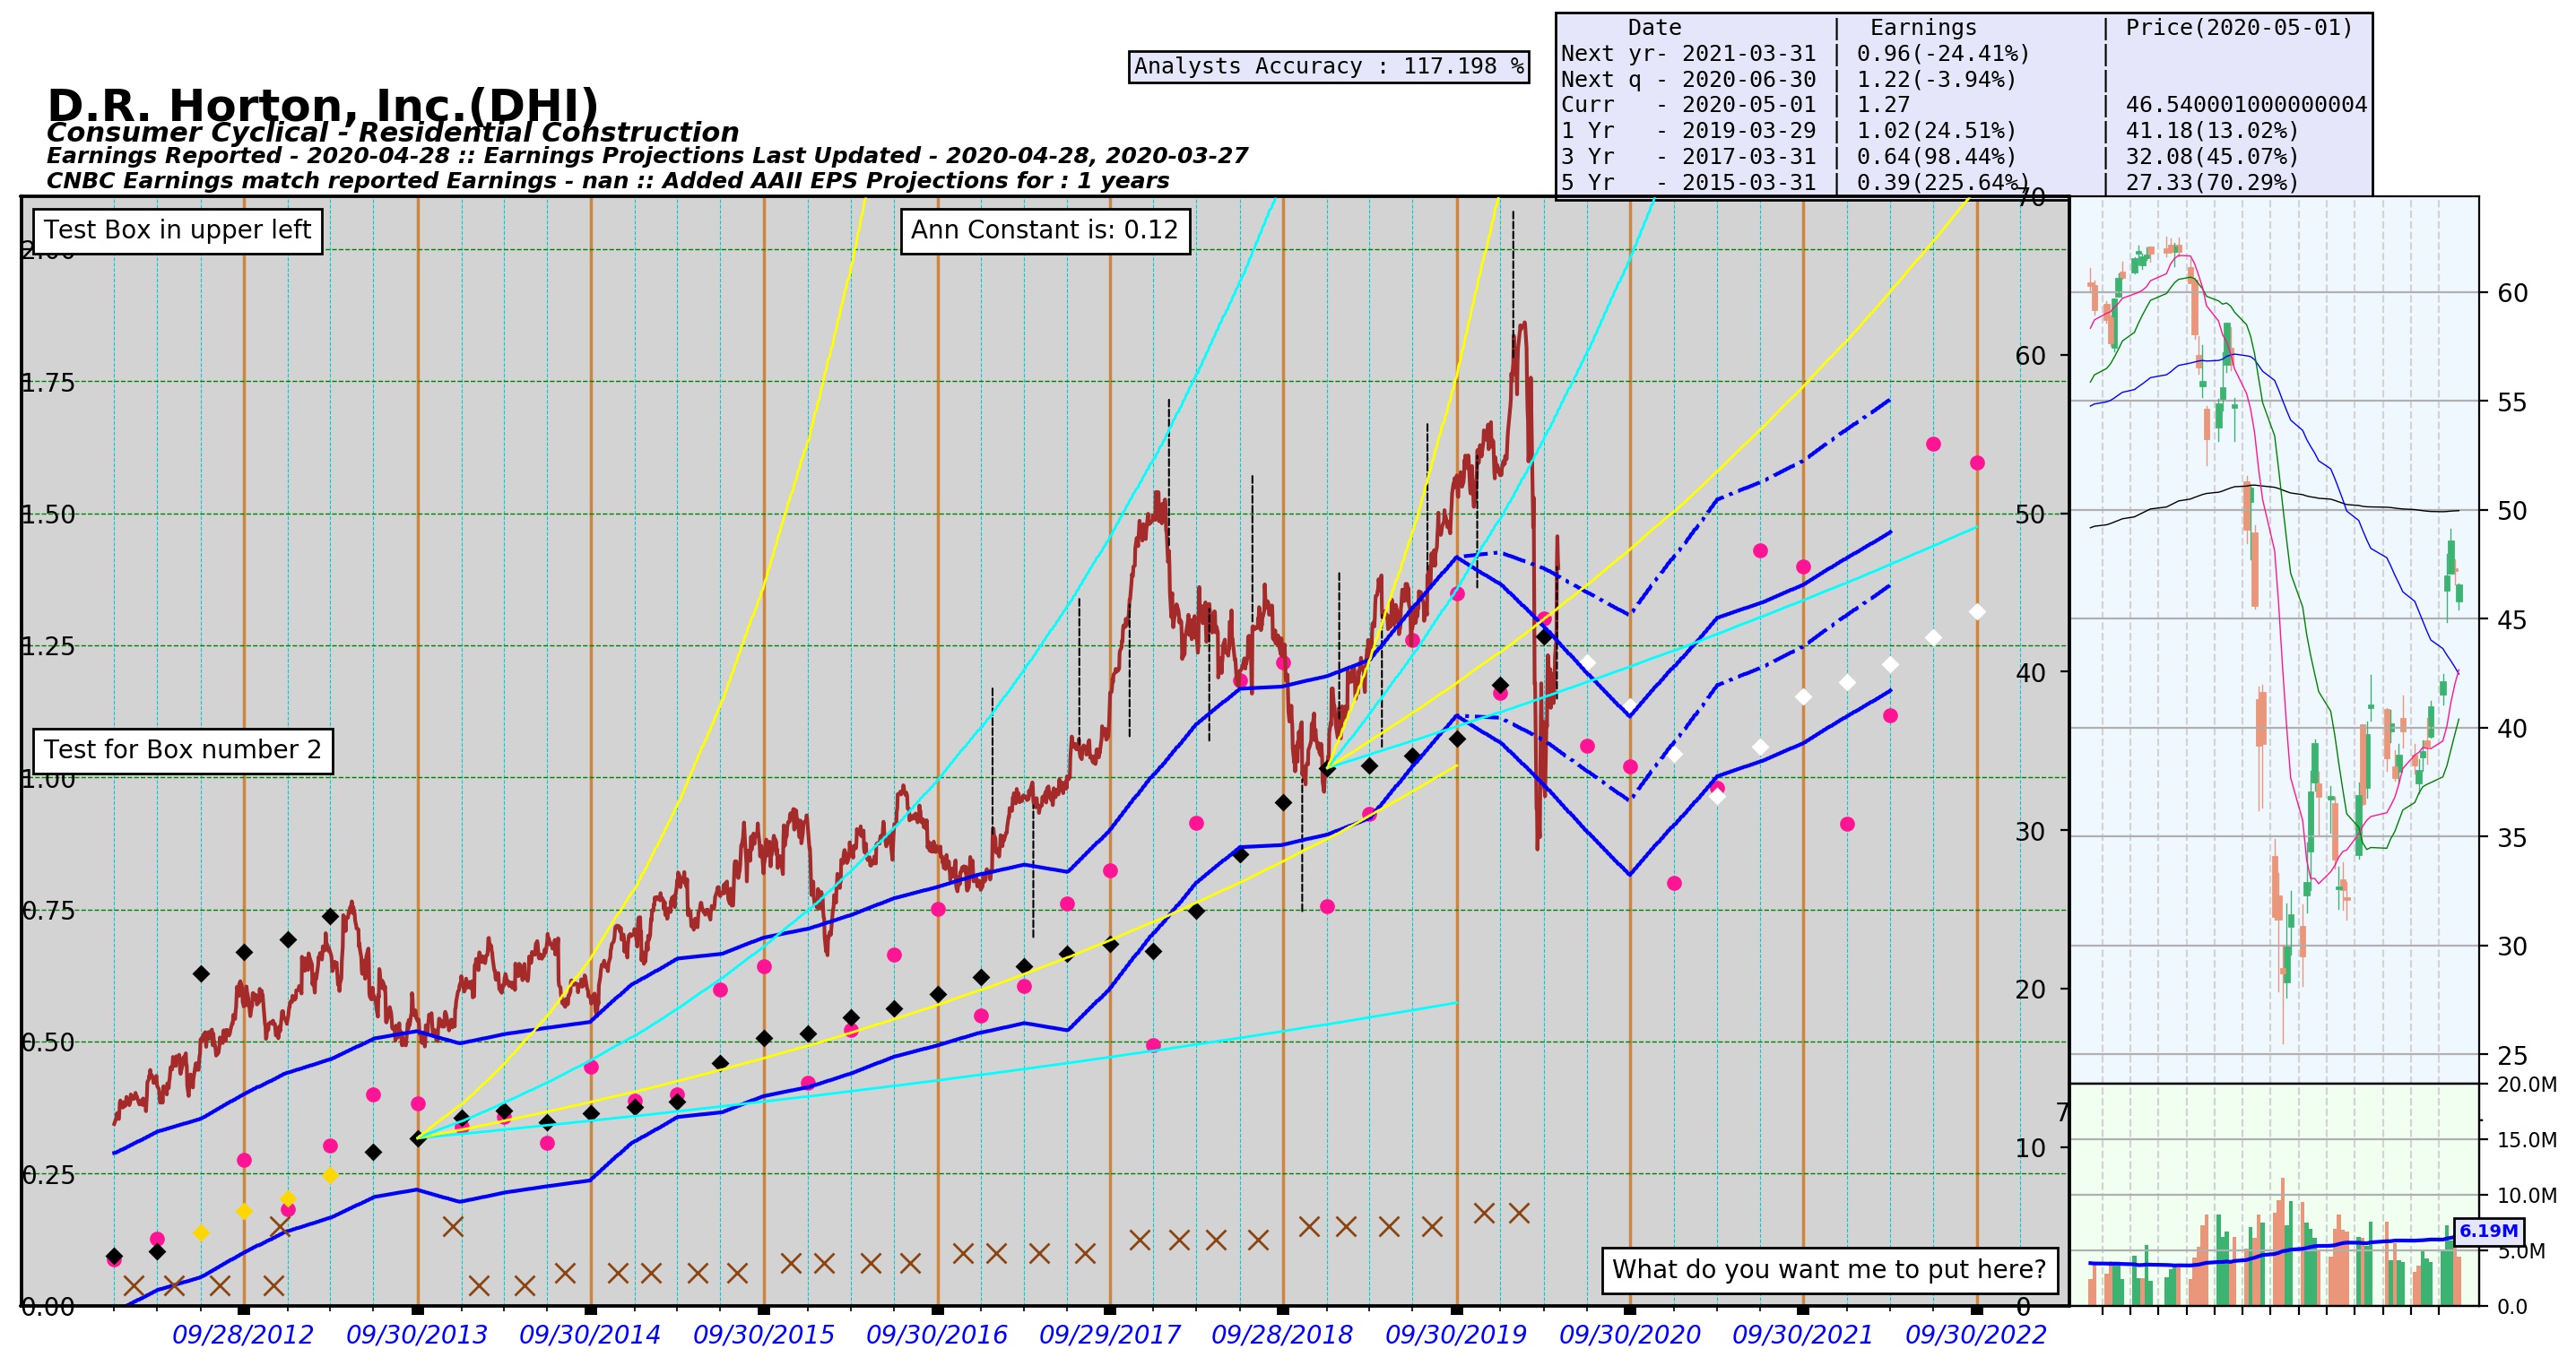 Date | Earnings | Price(2020-05-01)
Next yr- 2021-03-31 | 0.96(-24.41%) |
Next q - 2020-06-30 | 1.22(-3.94%) |
Curr - 2020-05-01 | 1.27 | 46.540001000000004
1 Yr - 2019-03-29 | 1.02(24.51%) | 41.18(13.02%)
3 Yr - 2017-03-31 | 0.64(98.44%) | 32.08(45.07%)
5 Yr - 2015-03-31 | 0.39(225.64%) | 27.33(70.29%)
Analysts Accuracy : 117.198 %
D.R. Horton, Inc.(DHI)
Consumer Cyclical - Residential Construction
Earnings Reported - 2020-04-28 :: Earnings Projections Last Updated - 2020-04-28, 2020-03-27
CNBC Earnings match reported Earnings - nan :: Added AAII EPS Projections for : 1 years
Test Box in upper left
Ann Constant is: 0.12
Test for Box number 2
What do you want me to put here?
2.00
1.75
1.50
1.25
1.00
0.75
0.50
0.25
0.00
70
60
50
40
30
20
10
0
7
60
55
50
45
40
35
30
25
20.0M
15.0M
10.0M
6.19M
5.0M
0.0
09/28/2012 09/30/2013 09/30/2014 09/30/2015 09/30/2016 09/29/2017 09/28/2018 09/30/2019 09/30/2020 09/30/2021 09/30/2022